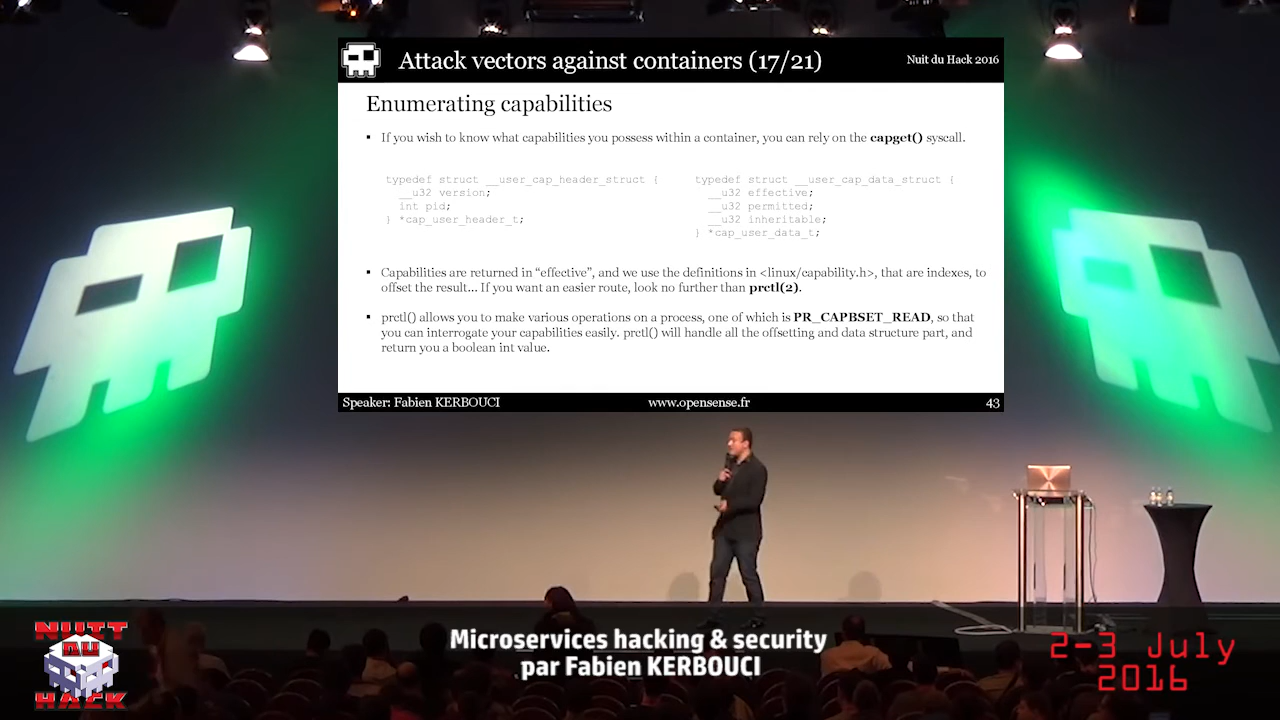 Attack vectors against containers (17/21)
Nuit du Hack 2016
Enumerating capabilities
▪ If you wish to know what capabilities you possess within a container, you can rely on the capget() syscall.
typedef struct __user_cap_header_struct {
__u32 version;
int pid;
} *cap_user_header_t;
typedef struct __user_cap_data_struct {
__u32 effective;
__u32 permitted;
__u32 inheritable;
} *cap_user_data_t;
▪ Capabilities are returned in “effective”, and we use the definitions in <linux/capability.h>, that are indexes, to
offset the result... If you want an easier route, look no further than prctl(2).
▪ prctl() allows you to make various operations on a process, one of which is PR_CAPBSET_READ, so that
you can interrogate your capabilities easily. prctl() will handle all the offsetting and data structure part, and
return you a boolean int value.
Speaker: Fabien KERBOUCI
www.opensense.fr
43
NUIT
DU
HACK
Microservices hacking & security
par Fabien KERBOUCI
2-3 July
2016